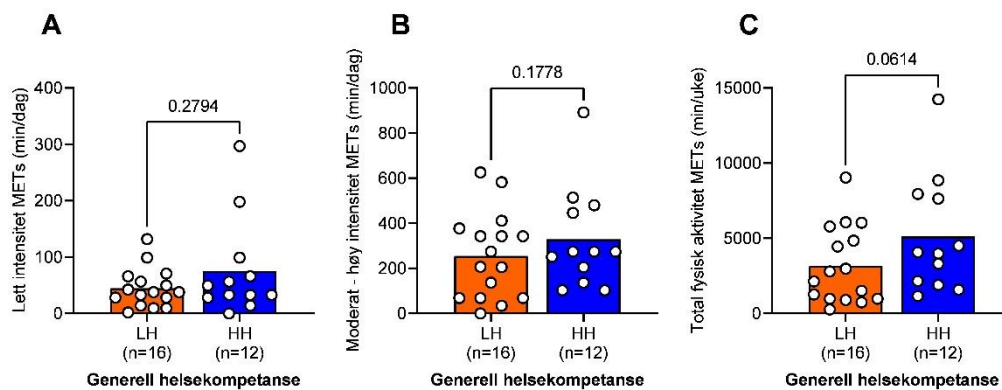 A
Lett intensitet METs (min/dag)
400
300
200
100
0
0.2794
LH
(n=16)
HH
(n=12)
Generell helsekompetanse
B
Moderat - høy intensitet METs (min/dag)
1000
800
600
400
200
0
0.1778
LH
(n=16)
HH
(n=12)
Generell helsekompetanse
C
Total fysisk aktivitet METs (min/uke)
15000
10000
5000
0
0.0614
LH
(n=16)
HH
(n=12)
Generell helsekompetanse